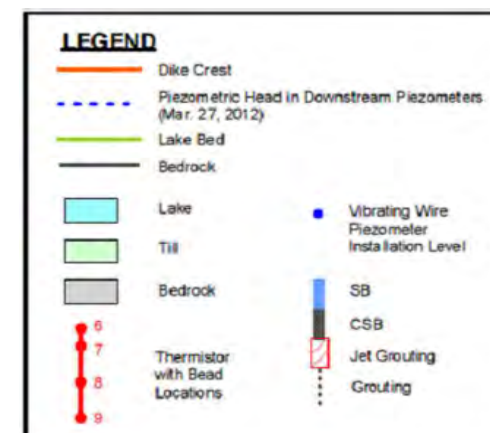 LEGEND
Dike Crest
Piezometric Head in Downstream Piezometers
(Mar. 27, 2012)
Lake Bed
Bedrock
Lake
Till
Bedrock
6
7
8
9
Thermistor
with Bead
Locations
Vibrating Wire
Piezometer
Installation Level
SB
CSB
Jet Grouting
Grouting